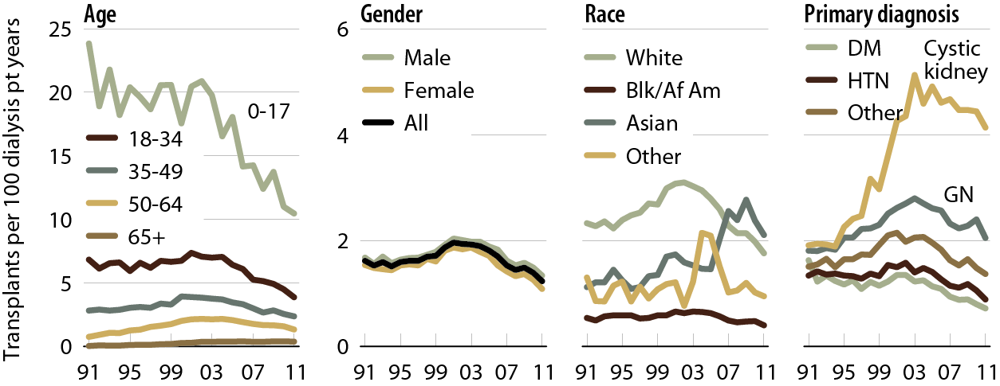 Transplants per 100 dialysis pt years
Age
25
20
15
10
5
0
0-17
18-34
35-49
50-64
65+
91 95 99 03 07 11
Gender
6
4
2
0
Male
Female
All
91 95 99 03 07 11
Race
White
Blk/Af Am
Asian
Other
91 95 99 03 07 11
Primary diagnosis
DM
HTN
Other
Cystic
kidney
GN
91 95 99 03 07 11